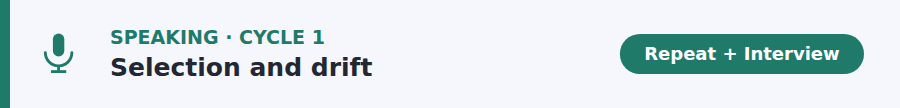 SPEAKING · CYCLE 1
Selection and drift
Repeat + Interview